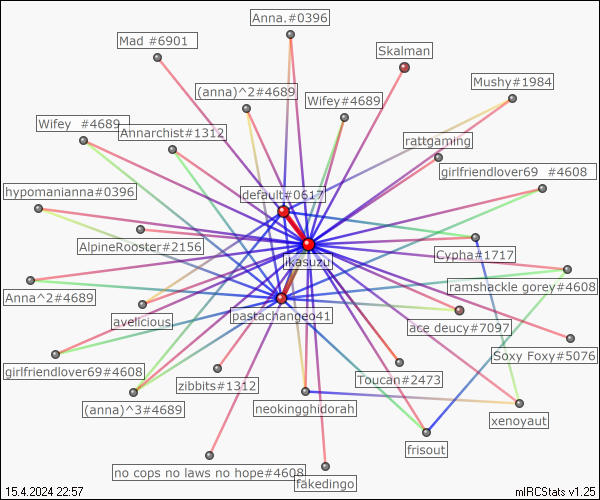 Anna.#0396
Mad #6901
Skalman
Mushy#1984
(anna)^2#4689
Wifey#4689
Wifey  #4689
Annarchist#1312
rattgaming
girlfriendlover69  #4608
hypomanianna#0396
default#0617
AlpineRooster#2156
ikasuzu
Cypha#1717
ramshackle gorey#4608
Anna^2#4689
avelicious
pastachangeo41
ace deucy#7097
Soxy Foxy#5076
girlfriendlover69#4608
zibbits#1312
Toucan#2473
(anna)^3#4689
neokingghidorah
xenoyaut
frisout
no cops no laws no hope#4608
fakedingo
15.4.2024 22:57
mIRCStats v1.25